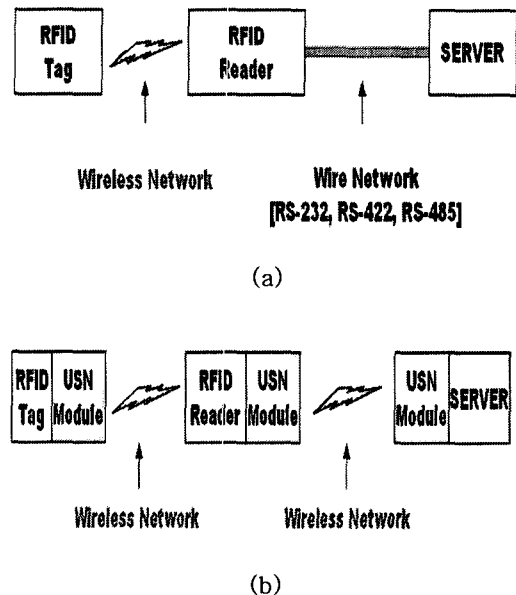 RFID Tag
RFID Reader
SERVER
Wireless Network
Wire Network
[RS-232, RS-422, RS-485]
(a)
RFID Tag
USN Module
RFID Reader
USN Module
USN Module
SERVER
Wireless Network
Wireless Network
(b)